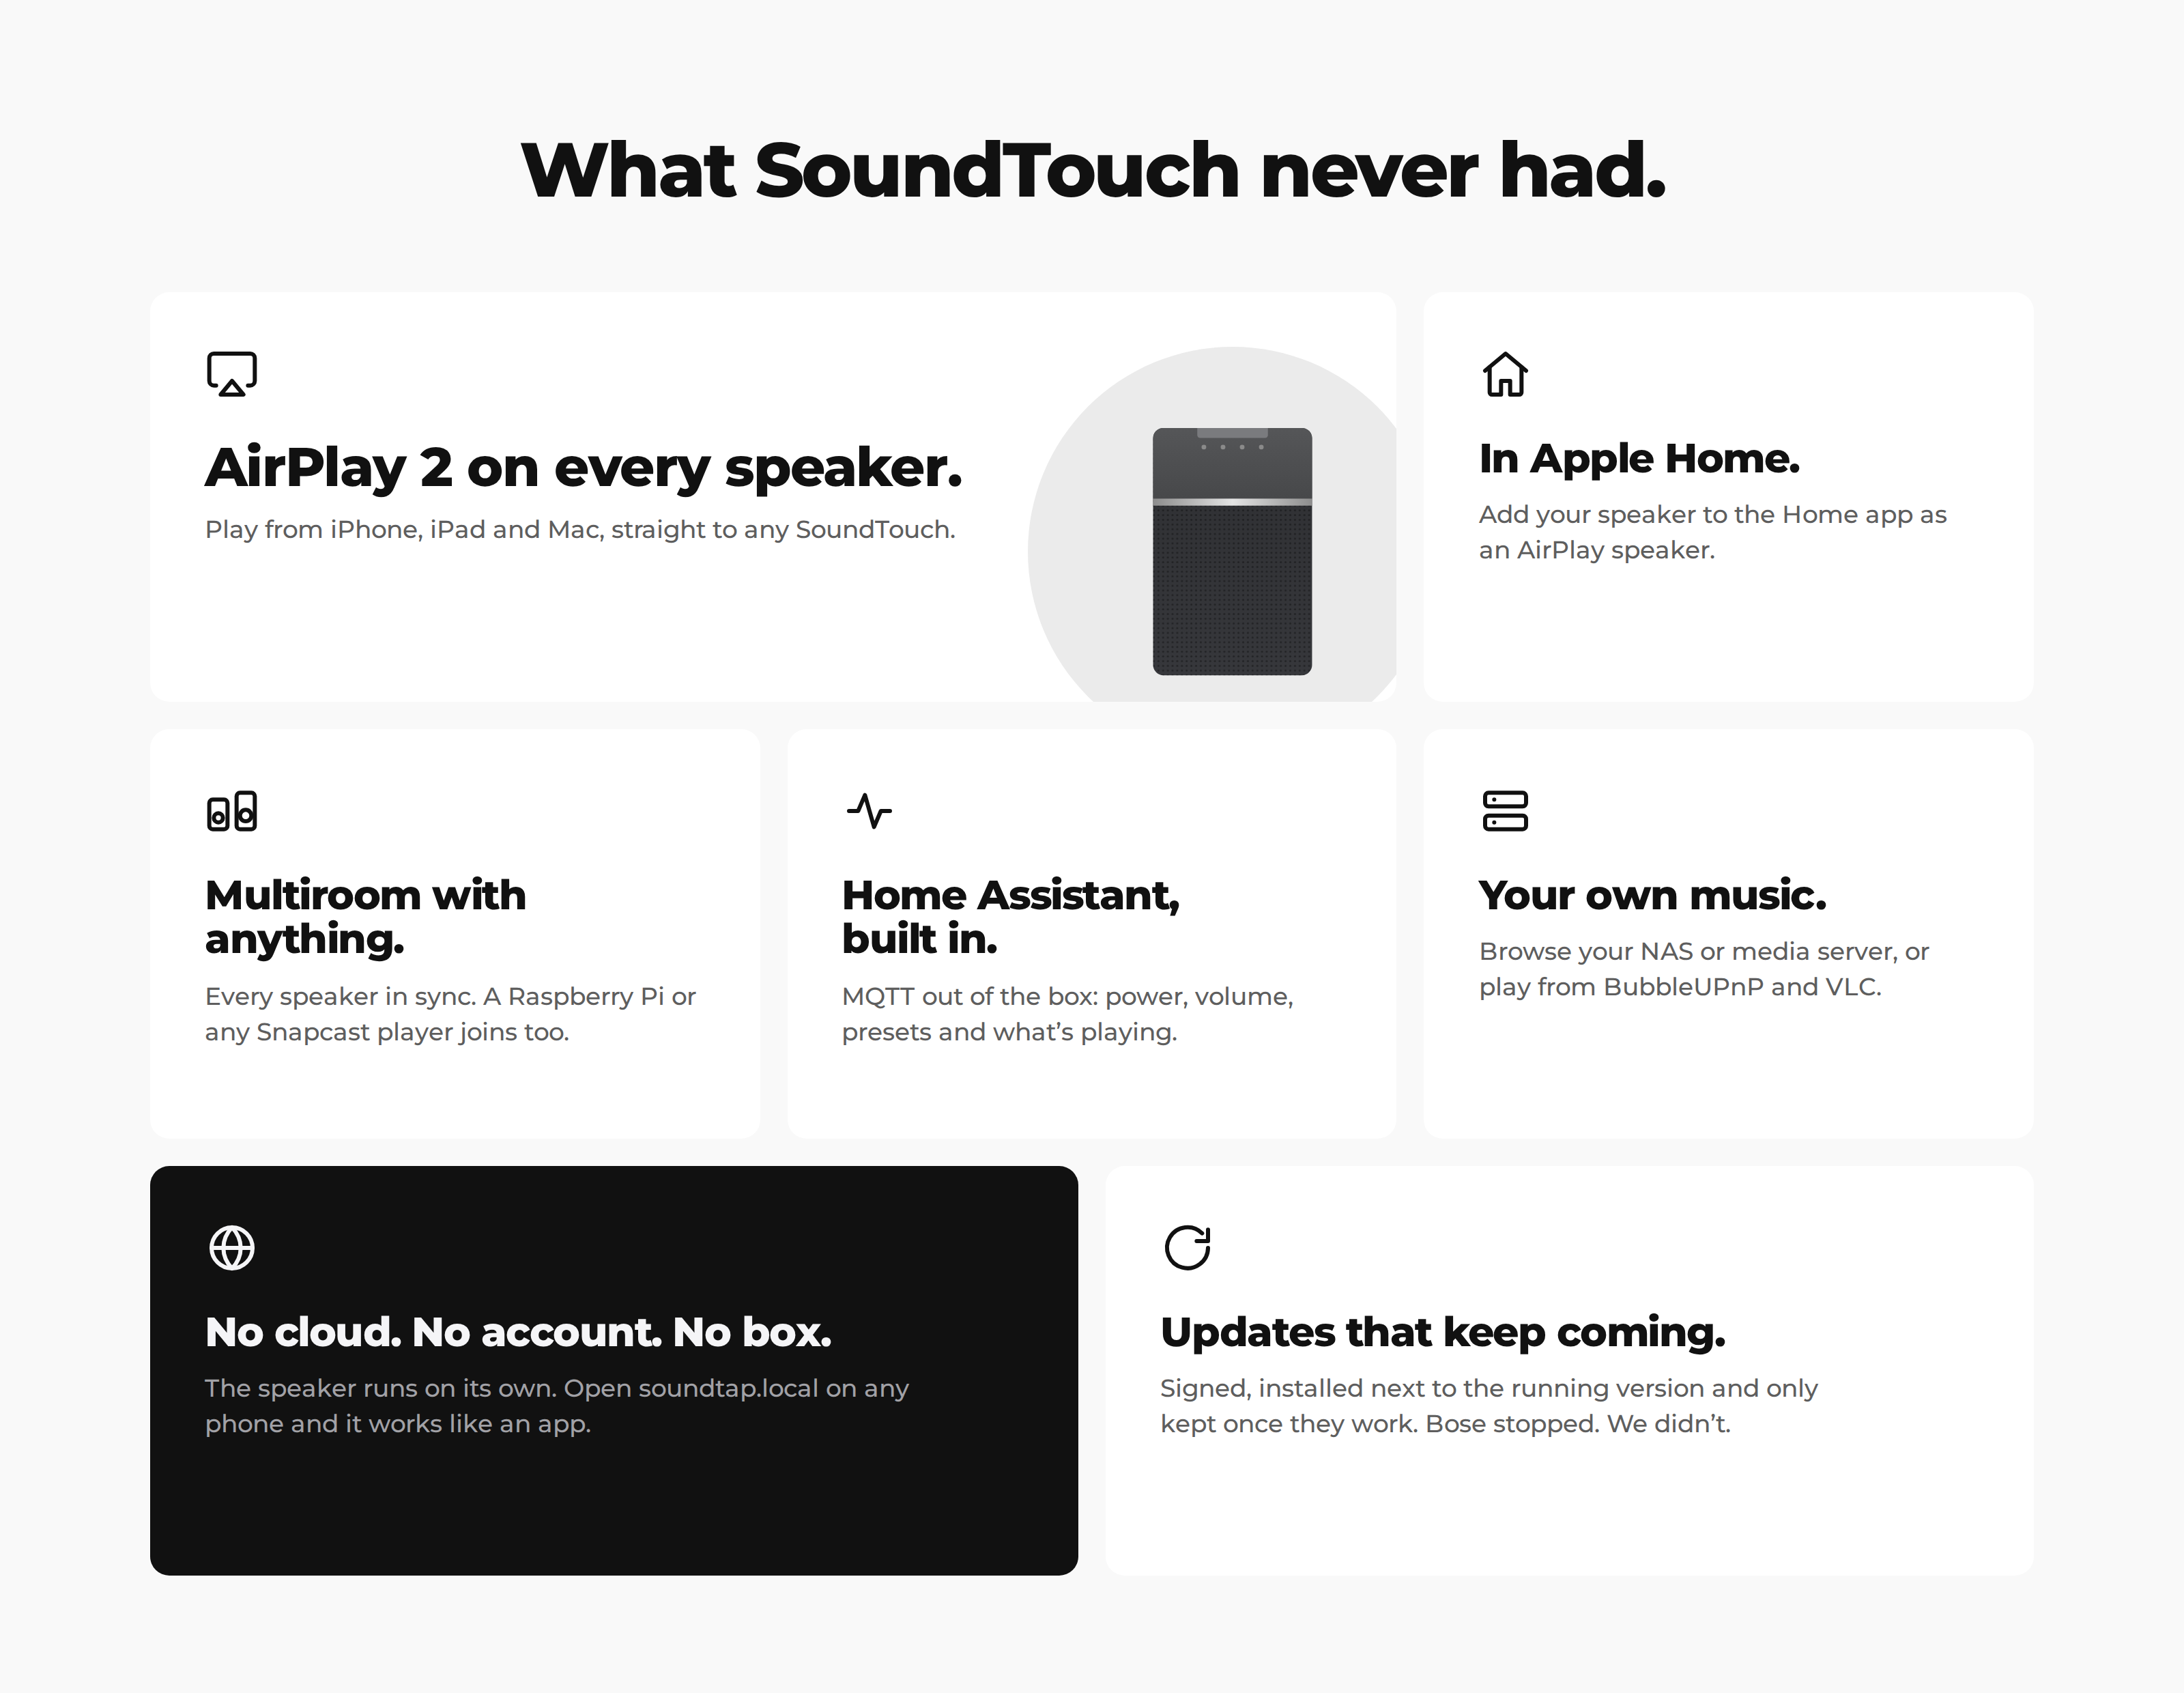 What SoundTouch never had.
AirPlay 2 on every speaker.
Play from iPhone, iPad and Mac, straight to any SoundTouch.
In Apple Home.
Add your speaker to the Home app as
an AirPlay speaker.
Multiroom with
anything.
Every speaker in sync. A Raspberry Pi or
any Snapcast player joins too.
Home Assistant,
built in.
MQTT out of the box: power, volume,
presets and what’s playing.
Your own music.
Browse your NAS or media server, or
play from BubbleUPnP and VLC.
No cloud. No account. No box.
The speaker runs on its own. Open soundtap.local on any
phone and it works like an app.
Updates that keep coming.
Signed, installed next to the running version and only
kept once they work. Bose stopped. We didn’t.